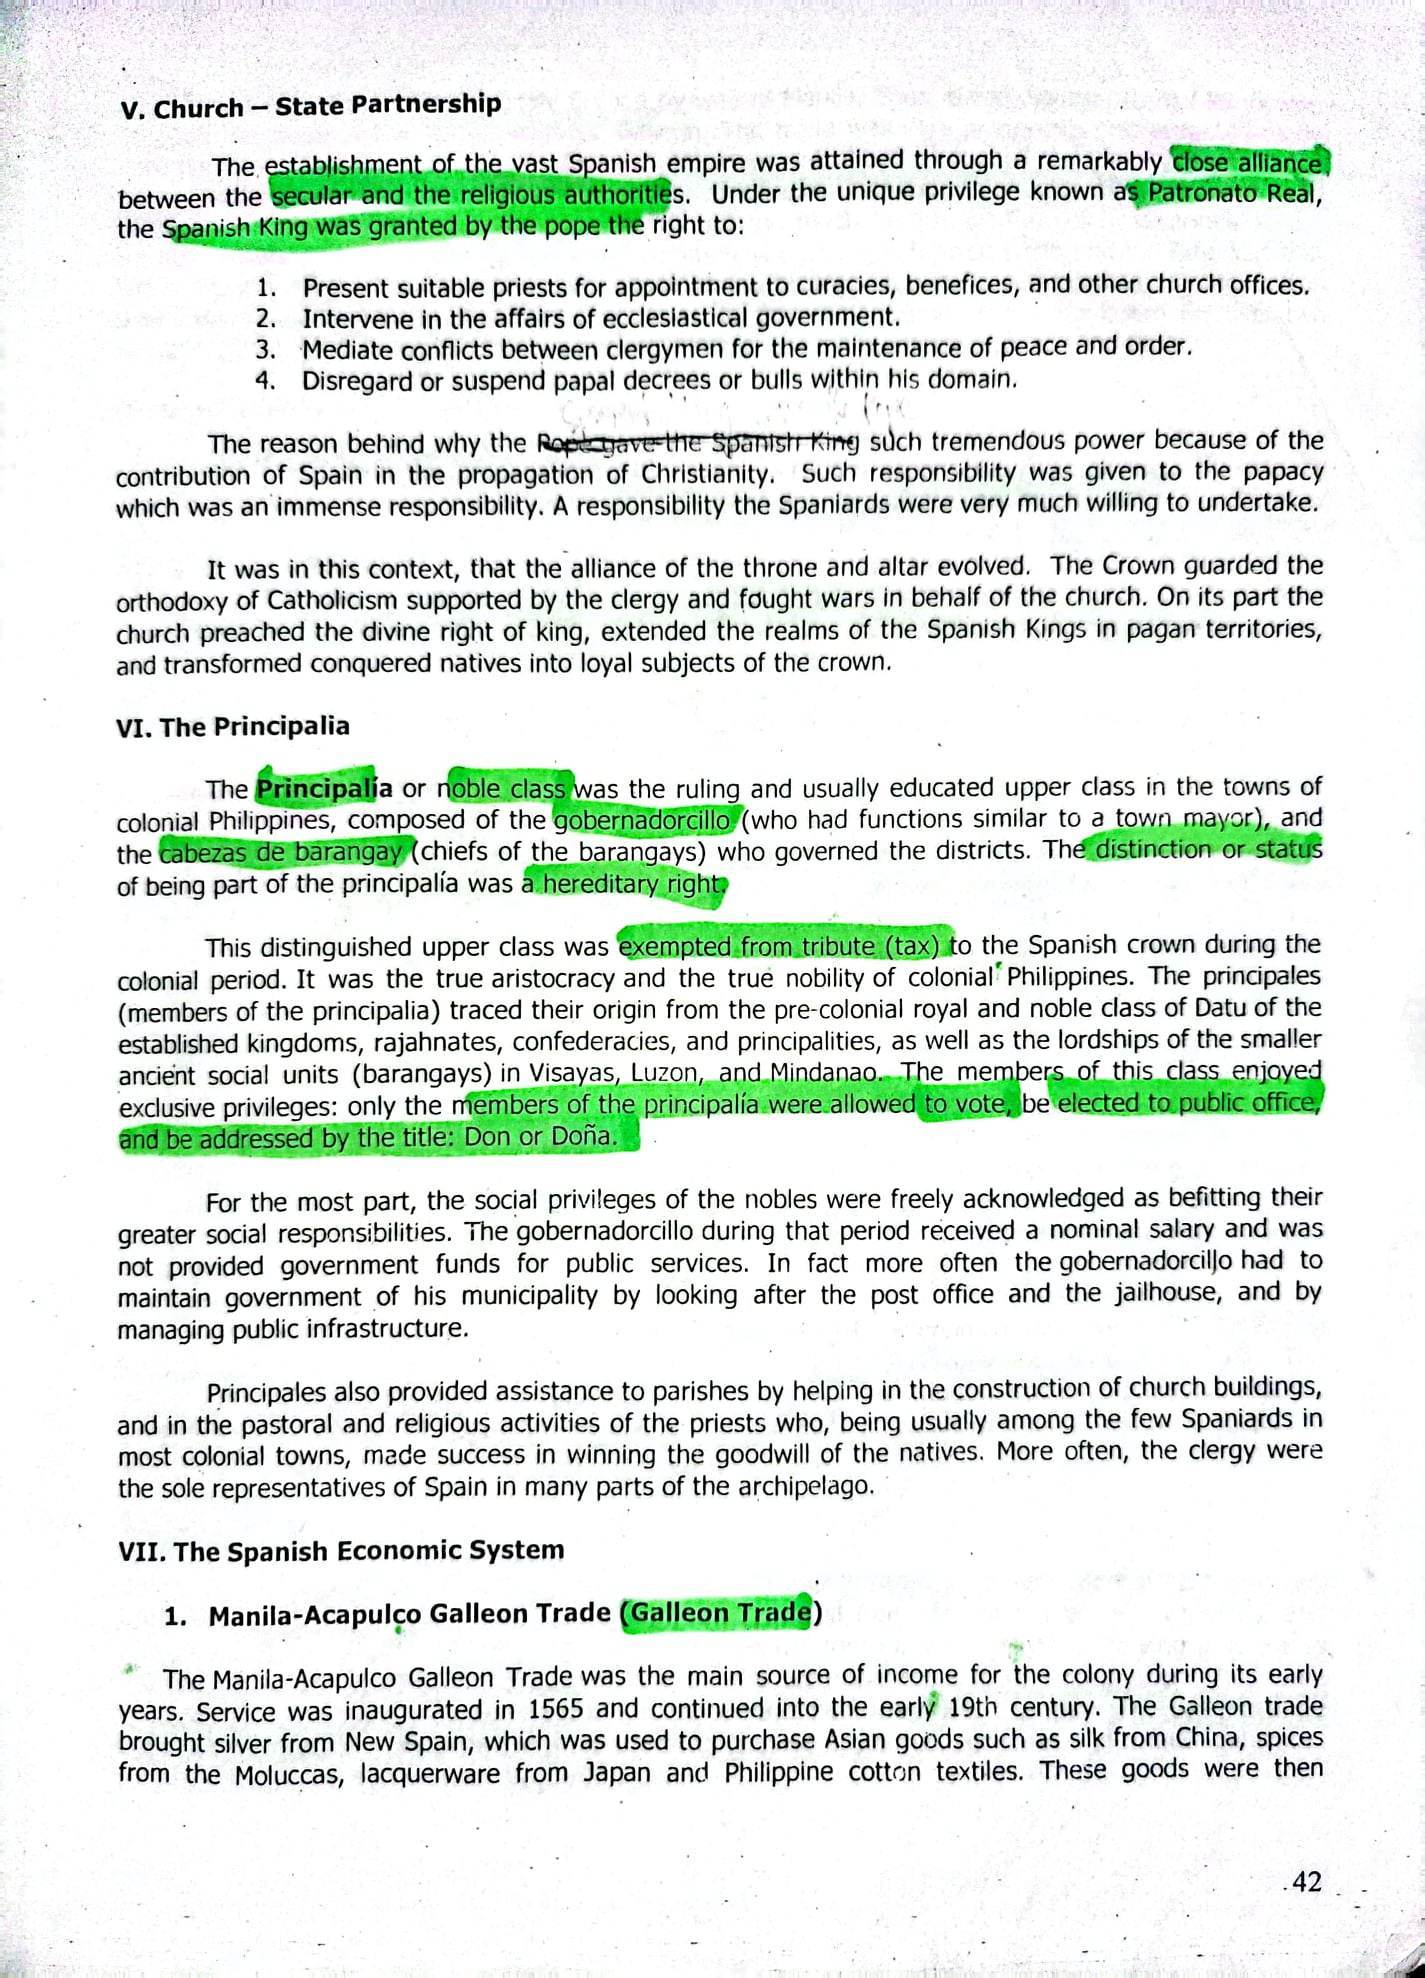 V. Church – State Partnership
The establishment of the vast Spanish empire was attained through a remarkably close alliance
between the secular and the religious authorities. Under the unique privilege known as Patronato Real,
the Spanish King was granted by the pope the right to:
1. Present suitable priests for appointment to curacies, benefices, and other church offices.
2. Intervene in the affairs of ecclesiastical government.
3. Mediate conflicts between clergymen for the maintenance of peace and order.
4. Disregard or suspend papal decrees or bulls within his domain.
The reason behind why the Pope gave the Spanish King such tremendous power because of the
contribution of Spain in the propagation of Christianity. Such responsibility was given to the papacy
which was an immense responsibility. A responsibility the Spaniards were very much willing to undertake.
It was in this context, that the alliance of the throne and altar evolved. The Crown guarded the
orthodoxy of Catholicism supported by the clergy and fought wars in behalf of the church. On its part the
church preached the divine right of king, extended the realms of the Spanish Kings in pagan territories,
and transformed conquered natives into loyal subjects of the crown.
VI. The Principalia
The Principalía or noble class was the ruling and usually educated upper class in the towns of
colonial Philippines, composed of the gobernadorcillo (who had functions similar to a town mayor), and
the cabezas de barangay (chiefs of the barangays) who governed the districts. The distinction or status
of being part of the principalía was a hereditary right.
This distinguished upper class was exempted from tribute (tax) to the Spanish crown during the
colonial period. It was the true aristocracy and the true nobility of colonial Philippines. The principales
(members of the principalia) traced their origin from the pre-colonial royal and noble class of Datu of the
established kingdoms, rajahnates, confederacies, and principalities, as well as the lordships of the smaller
ancient social units (barangays) in Visayas, Luzon, and Mindanao. The members of this class enjoyed
exclusive privileges: only the members of the principalía were allowed to vote, be elected to public office,
and be addressed by the title: Don or Doña.
For the most part, the social privileges of the nobles were freely acknowledged as befitting their
greater social responsibilities. The gobernadorcillo during that period received a nominal salary and was
not provided government funds for public services. In fact more often the gobernadorcillo had to
maintain government of his municipality by looking after the post office and the jailhouse, and by
managing public infrastructure.
Principales also provided assistance to parishes by helping in the construction of church buildings,
and in the pastoral and religious activities of the priests who, being usually among the few Spaniards in
most colonial towns, made success in winning the goodwill of the natives. More often, the clergy were
the sole representatives of Spain in many parts of the archipelago.
VII. The Spanish Economic System
1. Manila-Acapulco Galleon Trade (Galleon Trade)
The Manila-Acapulco Galleon Trade was the main source of income for the colony during its early
years. Service was inaugurated in 1565 and continued into the early 19th century. The Galleon trade
brought silver from New Spain, which was used to purchase Asian goods such as silk from China, spices
from the Moluccas, lacquerware from Japan and Philippine cotton textiles. These goods were then
42